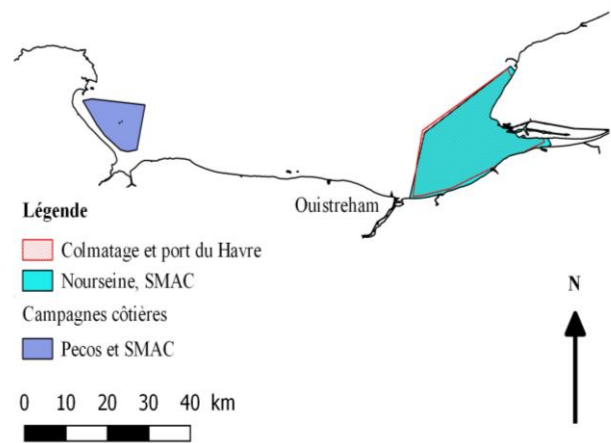 Ouistreham
Légende
Colmatage et port du Havre
Nourseine, SMAC
Campagnes côtières
Pecos et SMAC
N
0 10 20 30 40 km